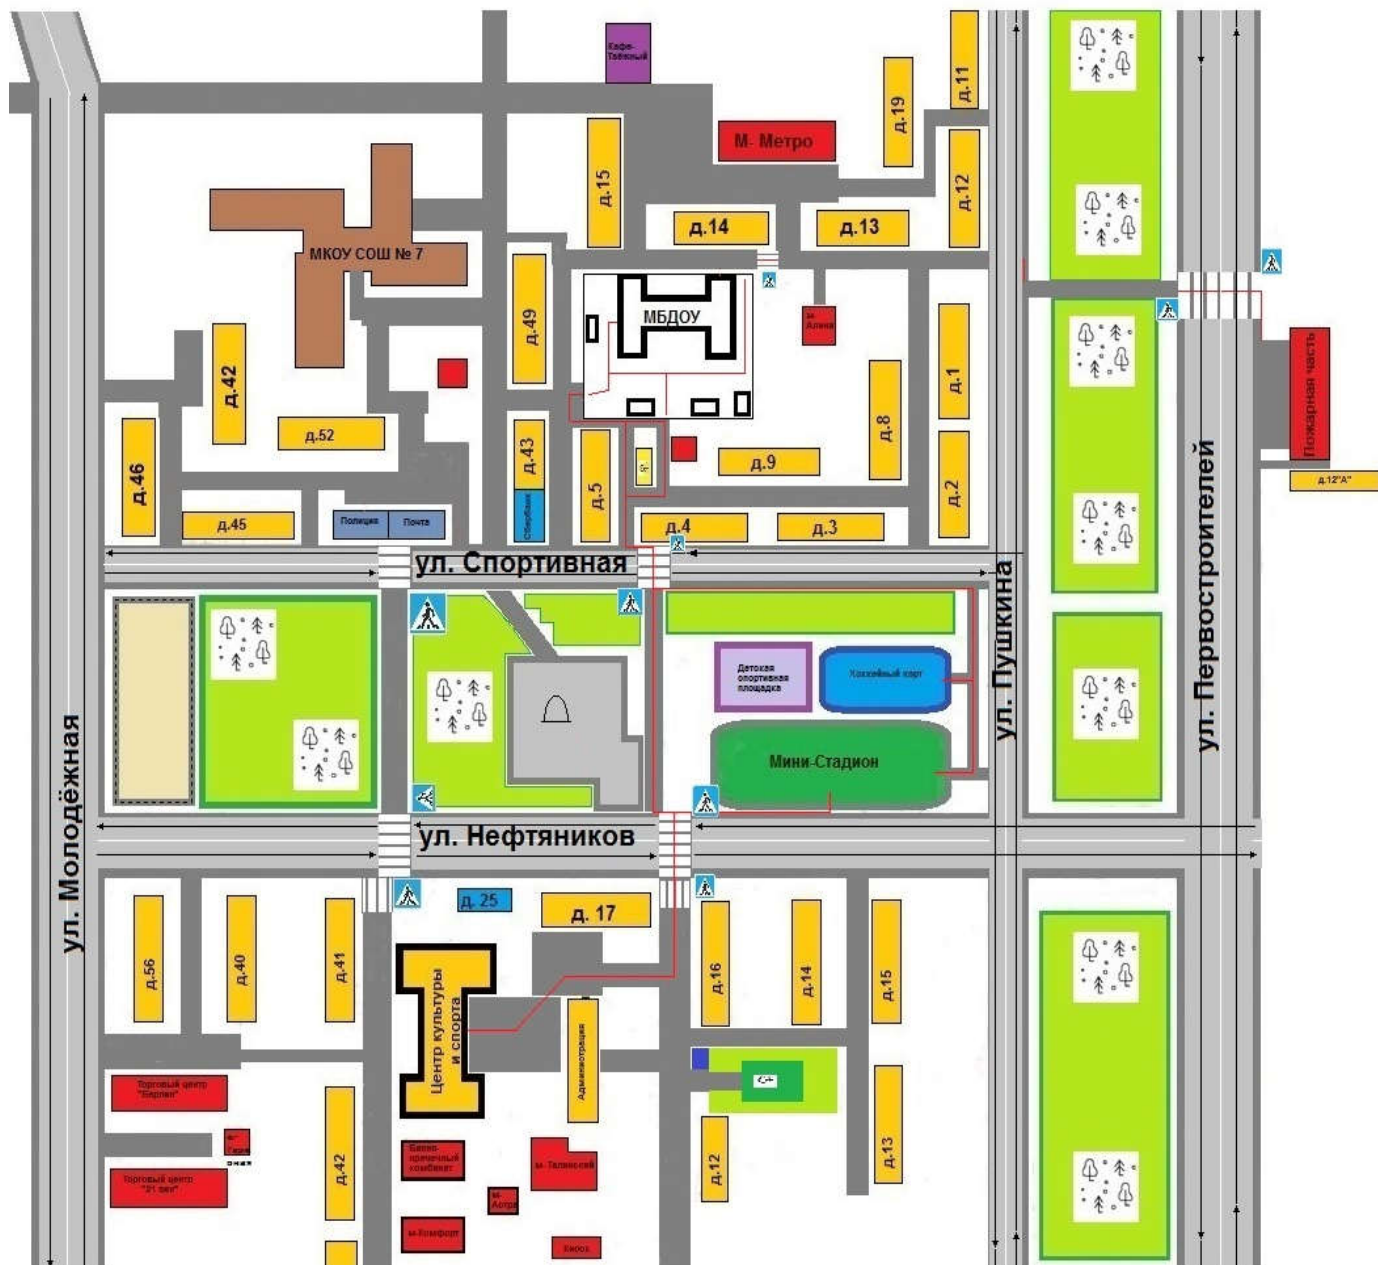 Кафе-
Таёжный
д.11
д.19
М- Метро
д.15
д.12
д.14
д.13
МКОУ СОШ № 7
МБДОУ
м-
Алёна
д.49
д.42
д.1
Пожарная часть
д.8
д.52
д.46
д.43
Сбербанк
д.5
д.9
д.2
д.12"А"
д.45
Полиция
Почта
д.4
д.3
ул. Спортивная
ул. Пушкина
ул. Первостроителей
ул. Молодёжная
Детская
спортивная
площадка
Хоккейный корт
Мини-Стадион
ул. Нефтяников
д. 25
д. 17
д.56
д.40
д.41
д.16
д.14
д.15
Центр культуры
и спорта
Администрация
Торговый центр
Торговый центр
"21 век"
д.42
комбинат
м-Комфорт
Киоск
д.12
д.13